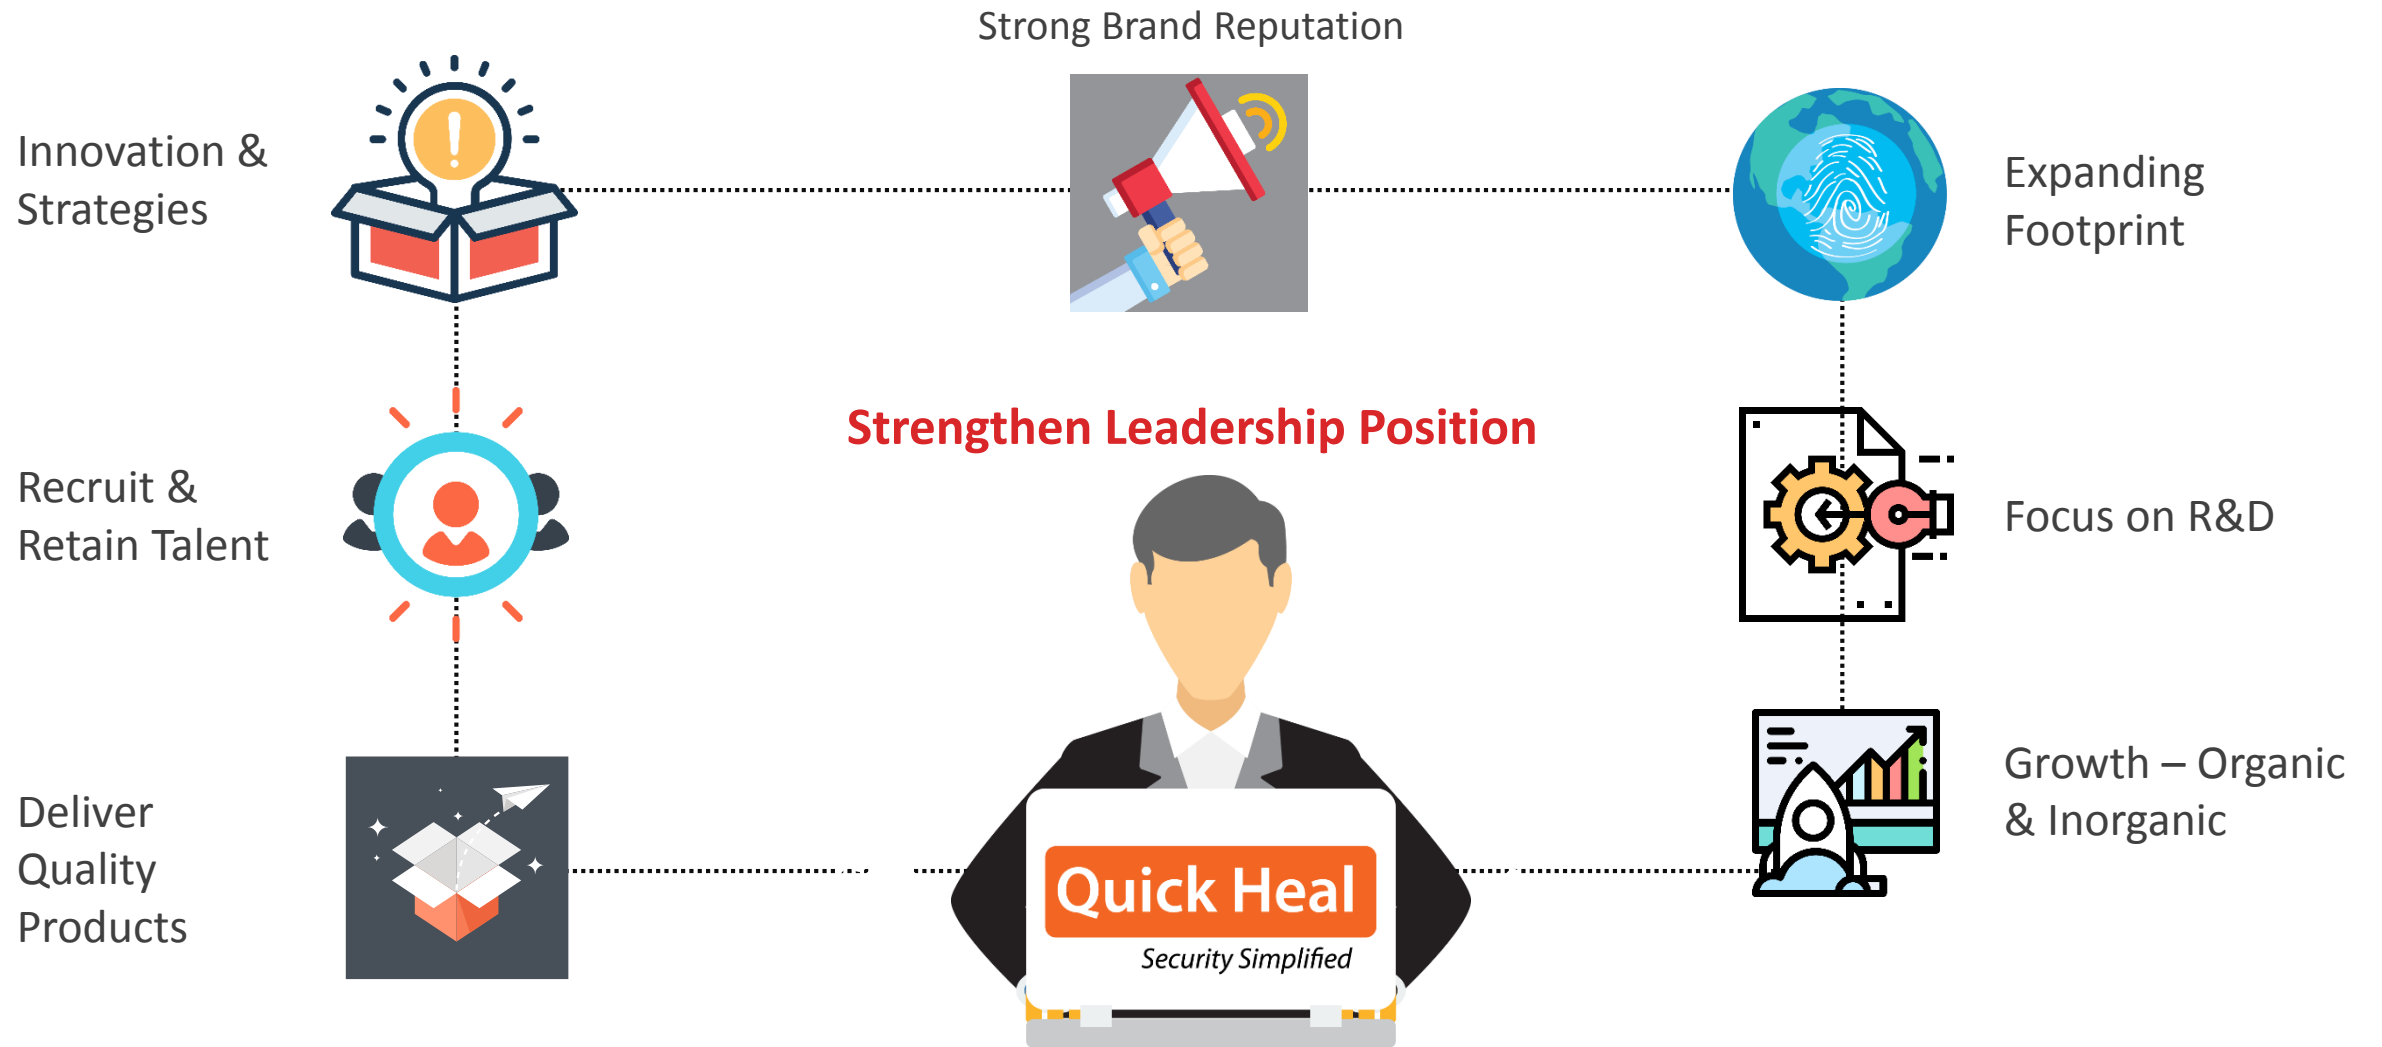 Strong Brand Reputation
Innovation &
Strategies
Expanding
Footprint
Strengthen Leadership Position
Recruit &
Retain Talent
Focus on R&D
Growth – Organic
& Inorganic
Deliver
Quality
Products
Quick Heal
Security Simplified